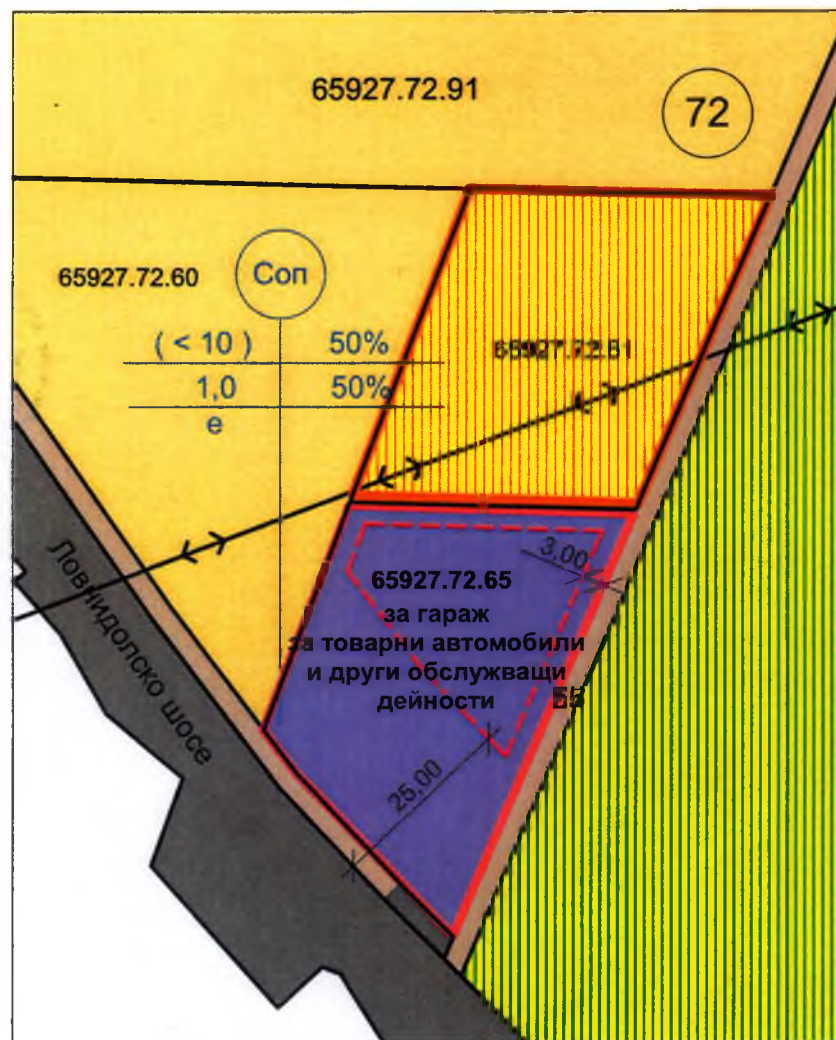 65927.72.91
72
65927.72.60
Соп
( < 10 ) 50%
1,0 50%
е
3,00
65927.72.65
за гараж
за товарни автомобили
и други обслужващи
дейности
25,00
Ловнидолско шосе